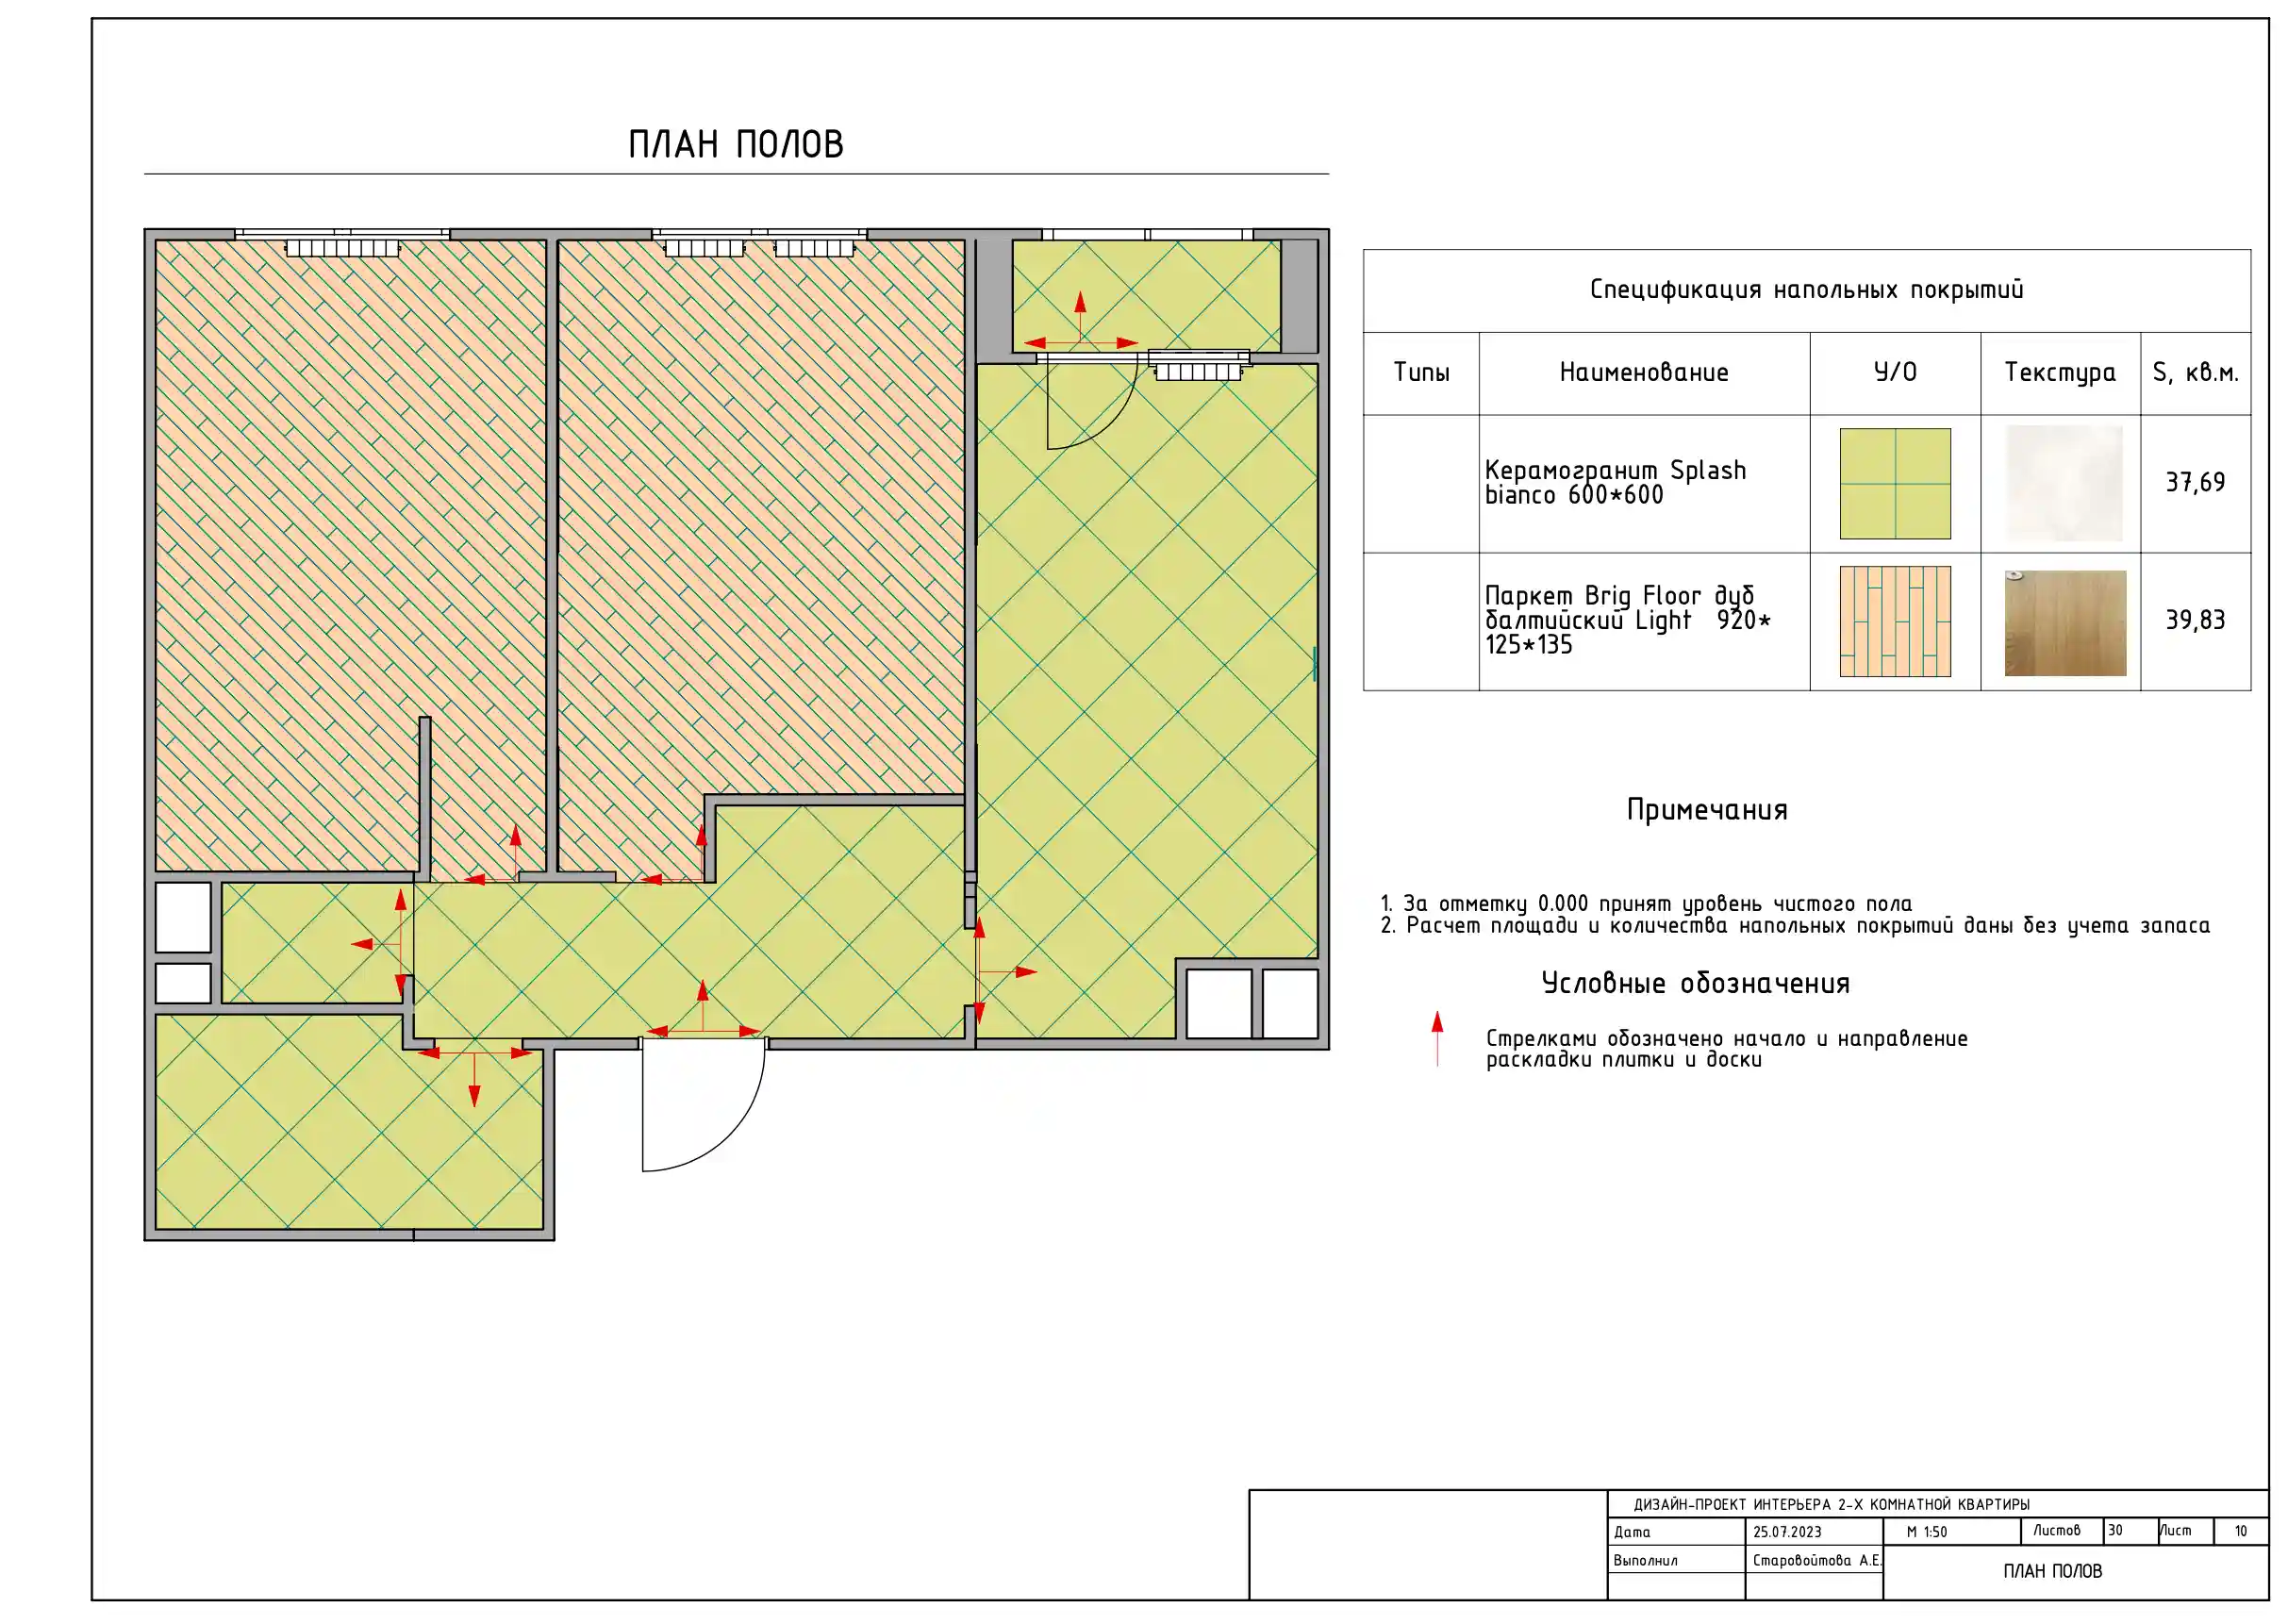 ПЛАН ПОЛОВ
Спецификация напольных покрытий
Типы Наименование У/О Текстура S, кв.м.
Керамогранит Splash
bianco 600*600
37,69
Паркет Brig Floor дуб
балтийский Light 920*
125*135
39,83
Примечания
1. За отметку 0.000 принят уровень чистого пола
2. Расчет площади и количества напольных покрытий даны без учета запаса
Условные обозначения
Стрелками обозначено начало и направление
раскладки плитки и доски
ДИЗАЙН-ПРОЕКТ ИНТЕРЬЕРА 2-Х КОМНАТНОЙ КВАРТИРЫ
Дата 25.07.2023 М 1:50 Листов 30 Лист 10
Выполнил Старовойтова А.Е.
ПЛАН ПОЛОВ